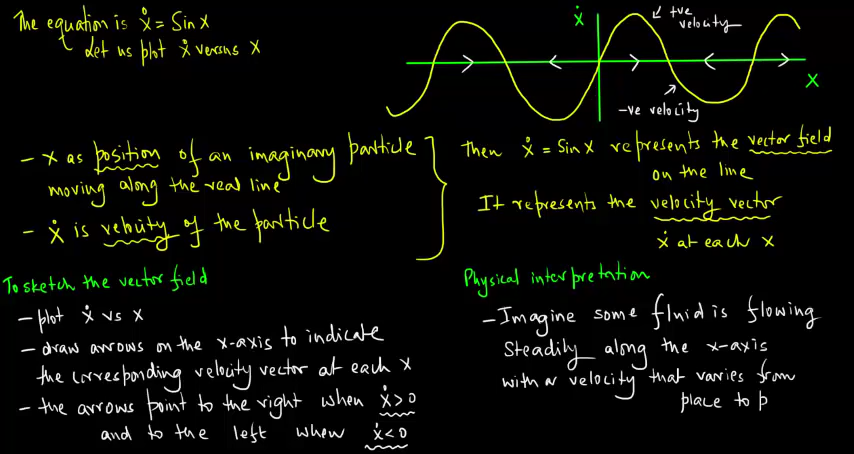 The equation is ẋ = Sin x
Let us plot ẋ versus x
ẋ
+ve
velocity
x
-ve velocity
- x as position of an imaginary particle
moving along the real line
- ẋ is velocity of the particle
Then ẋ = Sin x represents the vector field
on the line
It represents the velocity vector
ẋ at each x
To sketch the vector field
- plot ẋ vs x
- draw arrows on the x-axis to indicate
the corresponding velocity vector at each x
- the arrows point to the right when ẋ>0
and to the left when ẋ<0
Physical interpretation
- Imagine some fluid is flowing
Steadily along the x-axis
with a velocity that varies from
place to p